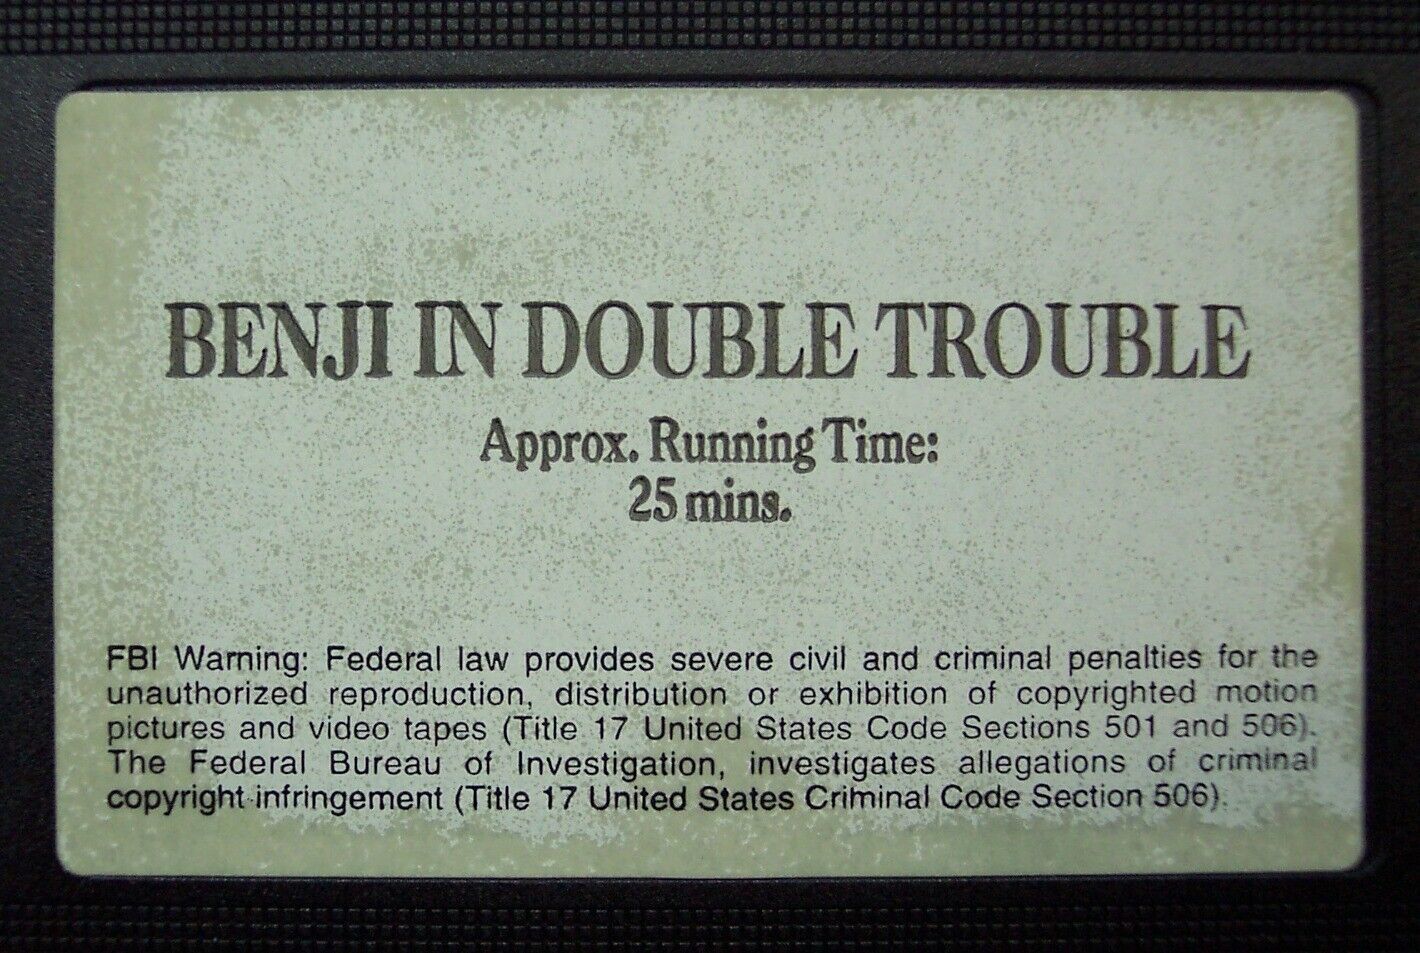 BENJI IN DOUBLE TROUBLE
Approx. Running Time:
25 mins.
FBI Warning: Federal law provides severe civil and criminal penalties for the
unauthorized reproduction, distribution or exhibition of copyrighted motion
pictures and video tapes (Title 17 United States Code Sections 501 and 506).
The Federal Bureau of Investigation, investigates allegations of criminal
copyright infringement (Title 17 United States Criminal Code Section 506).